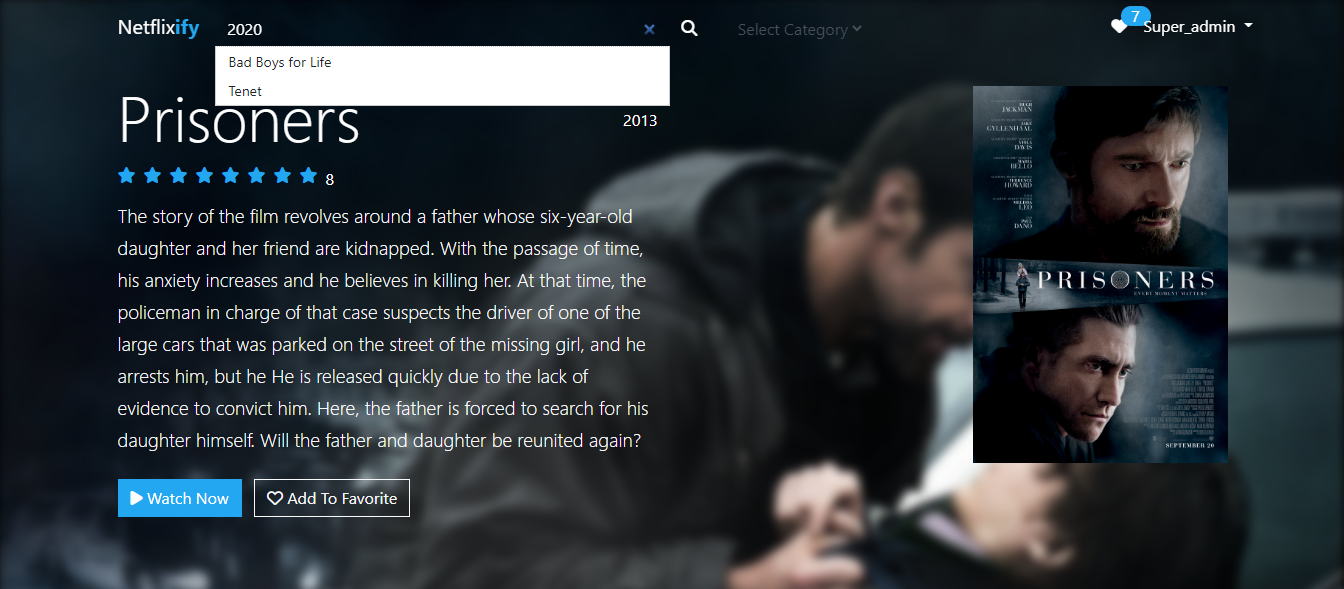 Netflixify 2020 Select Category 7 Super_admin
Bad Boys for Life
Tenet
Prisoners 2013
8
The story of the film revolves around a father whose six-year-old
daughter and her friend are kidnapped. With the passage of time,
his anxiety increases and he believes in killing her. At that time, the
policeman in charge of that case suspects the driver of one of the
large cars that was parked on the street of the missing girl, and he
arrests him, but he He is released quickly due to the lack of
evidence to convict him. Here, the father is forced to search for his
daughter himself. Will the father and daughter be reunited again?
Watch Now Add To Favorite
HUGH
JACKMAN
JAKE
GYLLENHAAL
VIOLA
DAVIS
MARIA
BELLO
TERRENCE
HOWARD
MELISSA
LEO
PAUL
DANO
PRISONERS
EVERY MOMENT MATTERS
SEPTEMBER 20